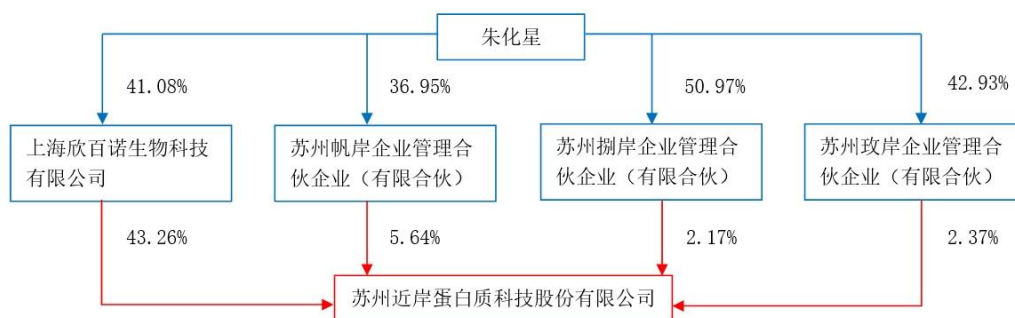 朱化星
41.08%
36.95%
50.97%
42.93%
上海欣百诺生物科技
有限公司
苏州帆岸企业管理合
伙企业（有限合伙）
苏州捌岸企业管理合
伙企业（有限合伙）
苏州玫岸企业管理合
伙企业（有限合伙）
43.26%
5.64%
2.17%
2.37%
苏州近岸蛋白质科技股份有限公司